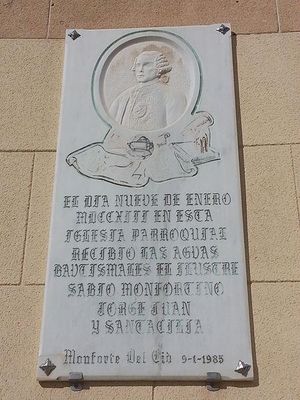 EL DIA NUEVE DE ENERO
MDCCXIII EN ESTA
IGLESIA PARROQUIAL
RECIBIO LAS AGUAS
BAPTISMALES EL ILUSTRE
SABIO MONFORTINO
JORGE JUAN
Y SANTACILIA
Monforte Del Cid 9-1-1985